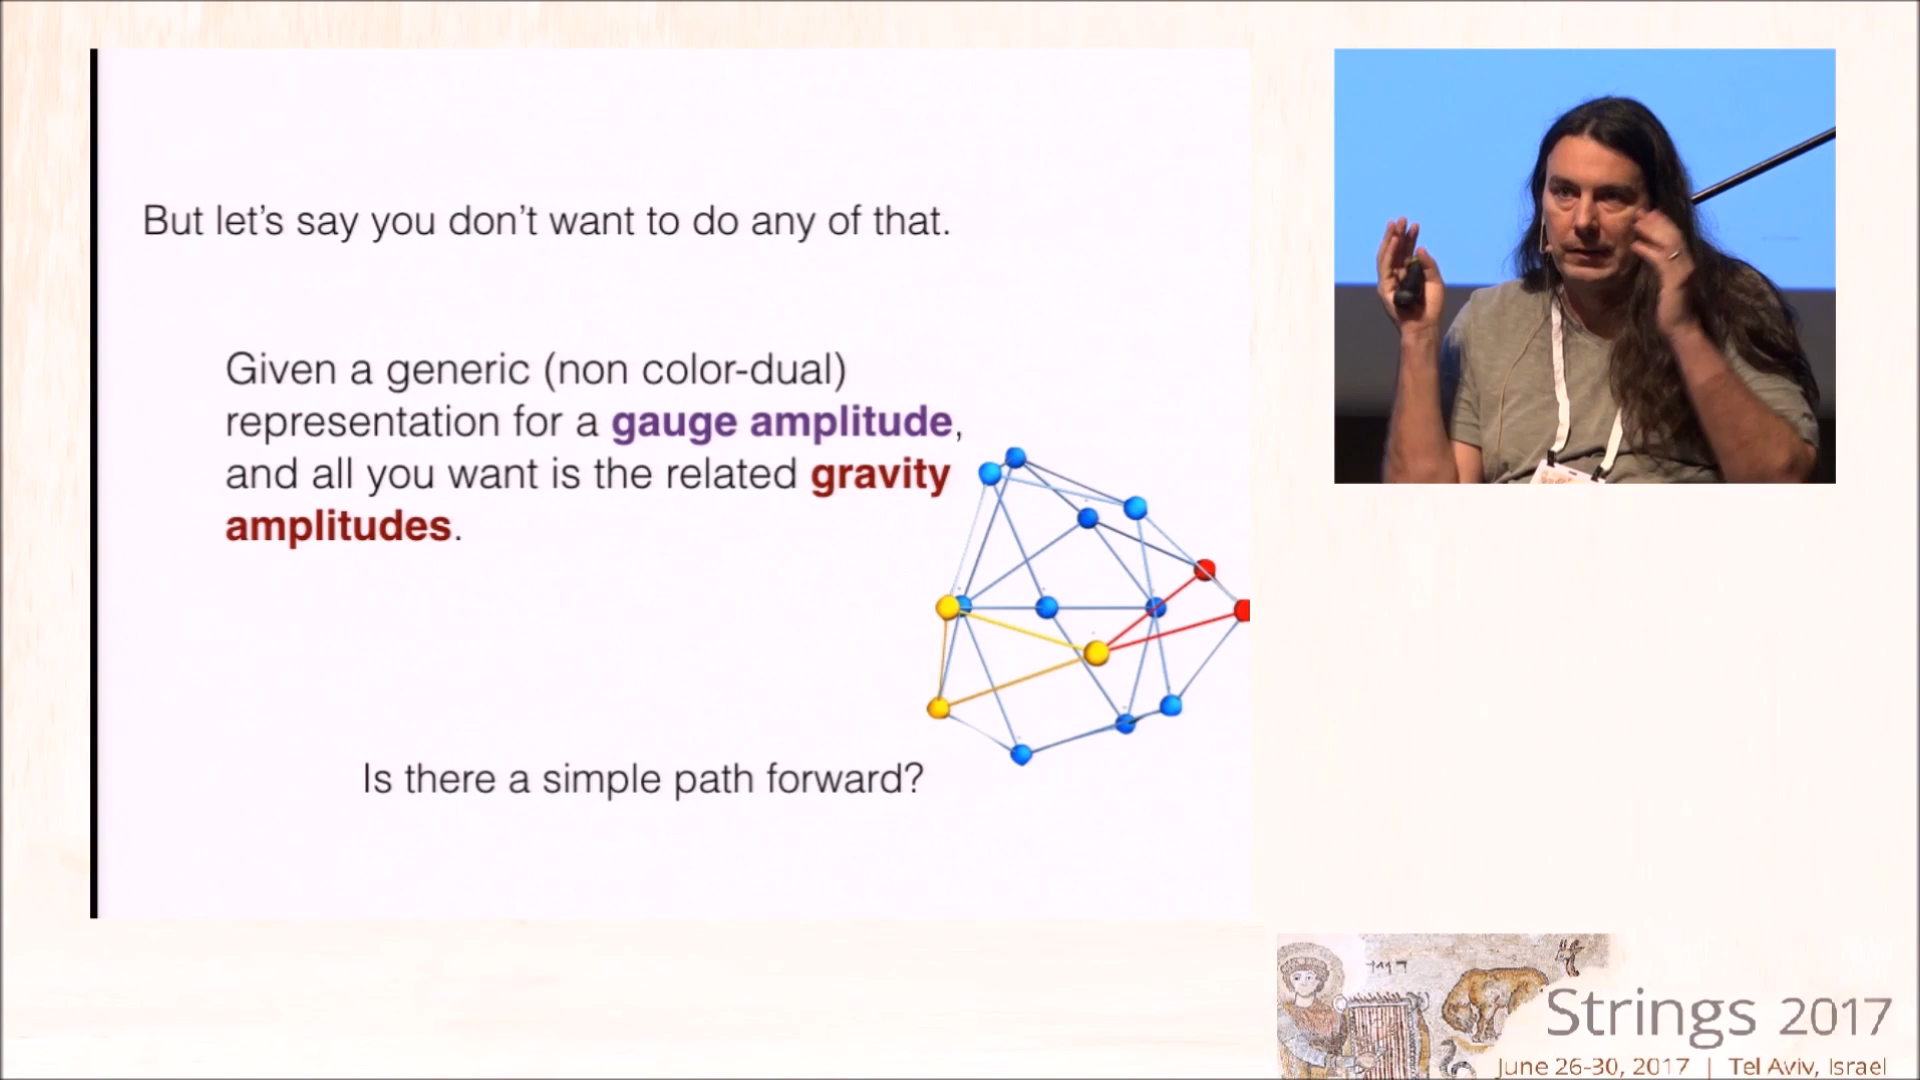 But let's say you don't want to do any of that.
Given a generic (non color-dual)
representation for a gauge amplitude,
and all you want is the related gravity
amplitudes.
Is there a simple path forward?
Strings 2017
June 26-30, 2017 | Tel Aviv, Israel